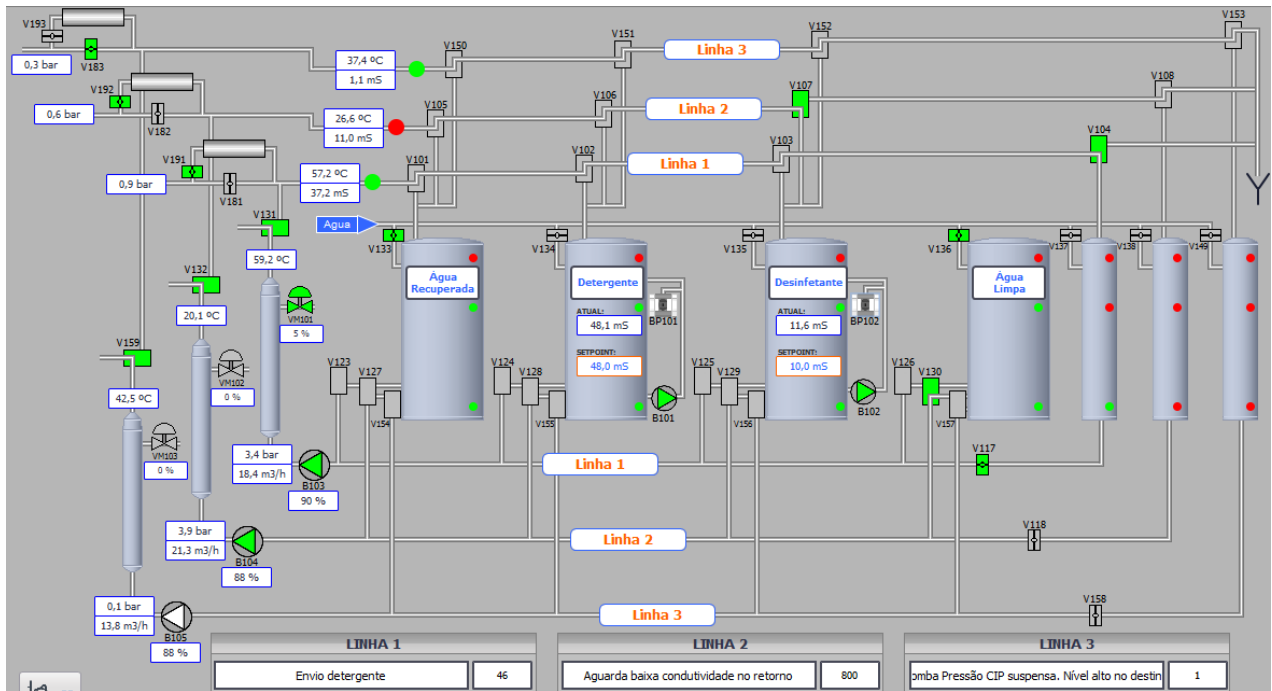 V193
V183
0,3 bar
37,4 ºC
1,1 mS
V150
V151
Linha 3
V152
V153
V192
V182
0,6 bar
26,6 ºC
11,0 mS
V105
V106
Linha 2
V107
V108
V191
V181
0,9 bar
57,2 ºC
37,2 mS
V101
V102
Linha 1
V103
V104
V131
Agua
V133
V134
V135
V136
V137
V138
V149
59,2 ºC
V132
20,1 ºC
VM101
5 %
Água
Recuperada
Detergente
ATUAL:
48,1 mS
SETPOINT:
48,0 mS
BP101
B101
Desinfetante
ATUAL:
11,6 mS
SETPOINT:
10,0 mS
BP102
B102
Água
Limpa
V159
42,5 ºC
VM102
0 %
VM103
0 %
V123
V127
V154
V124
V128
V155
V125
V129
V156
V126
V130
V157
3,4 bar
18,4 m3/h
B103
90 %
Linha 1
V117
3,9 bar
21,3 m3/h
B104
88 %
Linha 2
V118
0,1 bar
13,8 m3/h
B105
88 %
Linha 3
V158
LINHA 1
Envio detergente
46
LINHA 2
Aguarda baixa condutividade no retorno
800
LINHA 3
omba Pressão CIP suspensa. Nível alto no destin
1